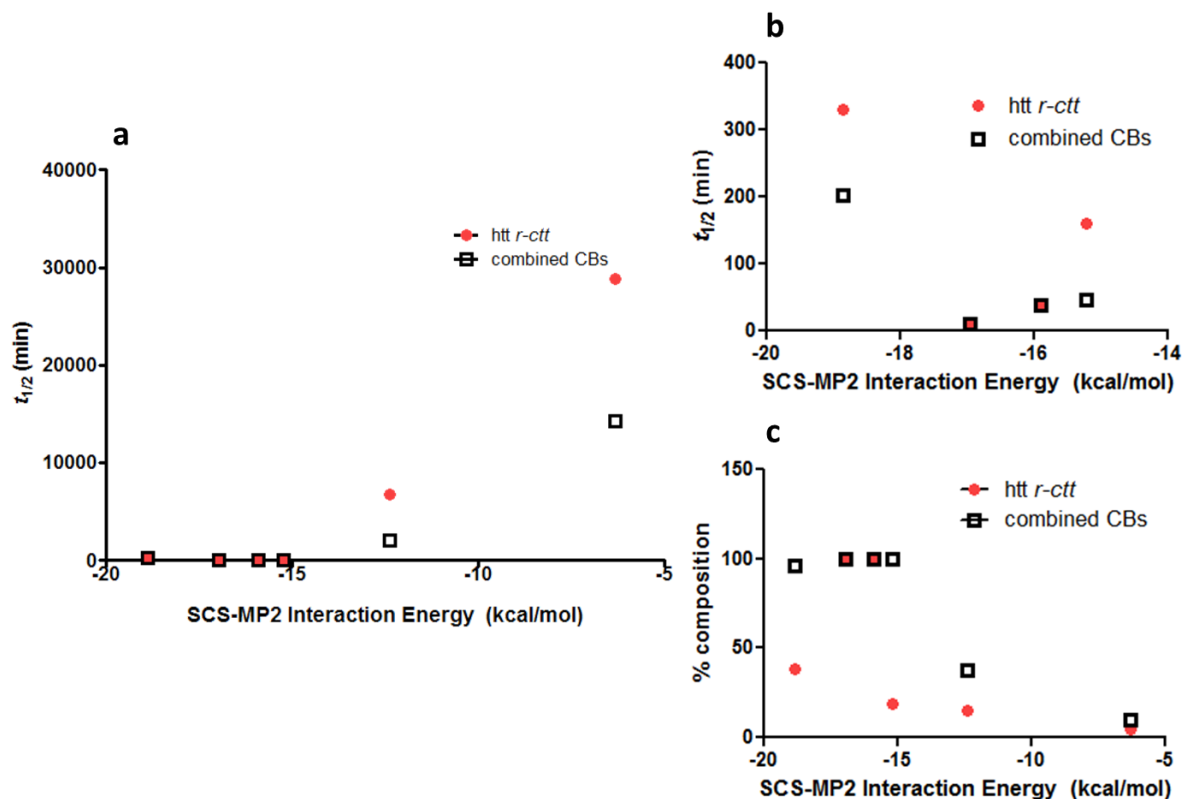 a
40000
30000
20000
10000
0
-20
-15
-10
-5
t1/2 (min)
SCS-MP2 Interaction Energy (kcal/mol)
htt r-ctt
combined CBs
b
400
300
200
100
0
-20
-18
-16
-14
t1/2 (min)
SCS-MP2 Interaction Energy (kcal/mol)
htt r-ctt
combined CBs
c
150
100
50
0
-20
-15
-10
-5
% composition
SCS-MP2 Interaction Energy (kcal/mol)
htt r-ctt
combined CBs